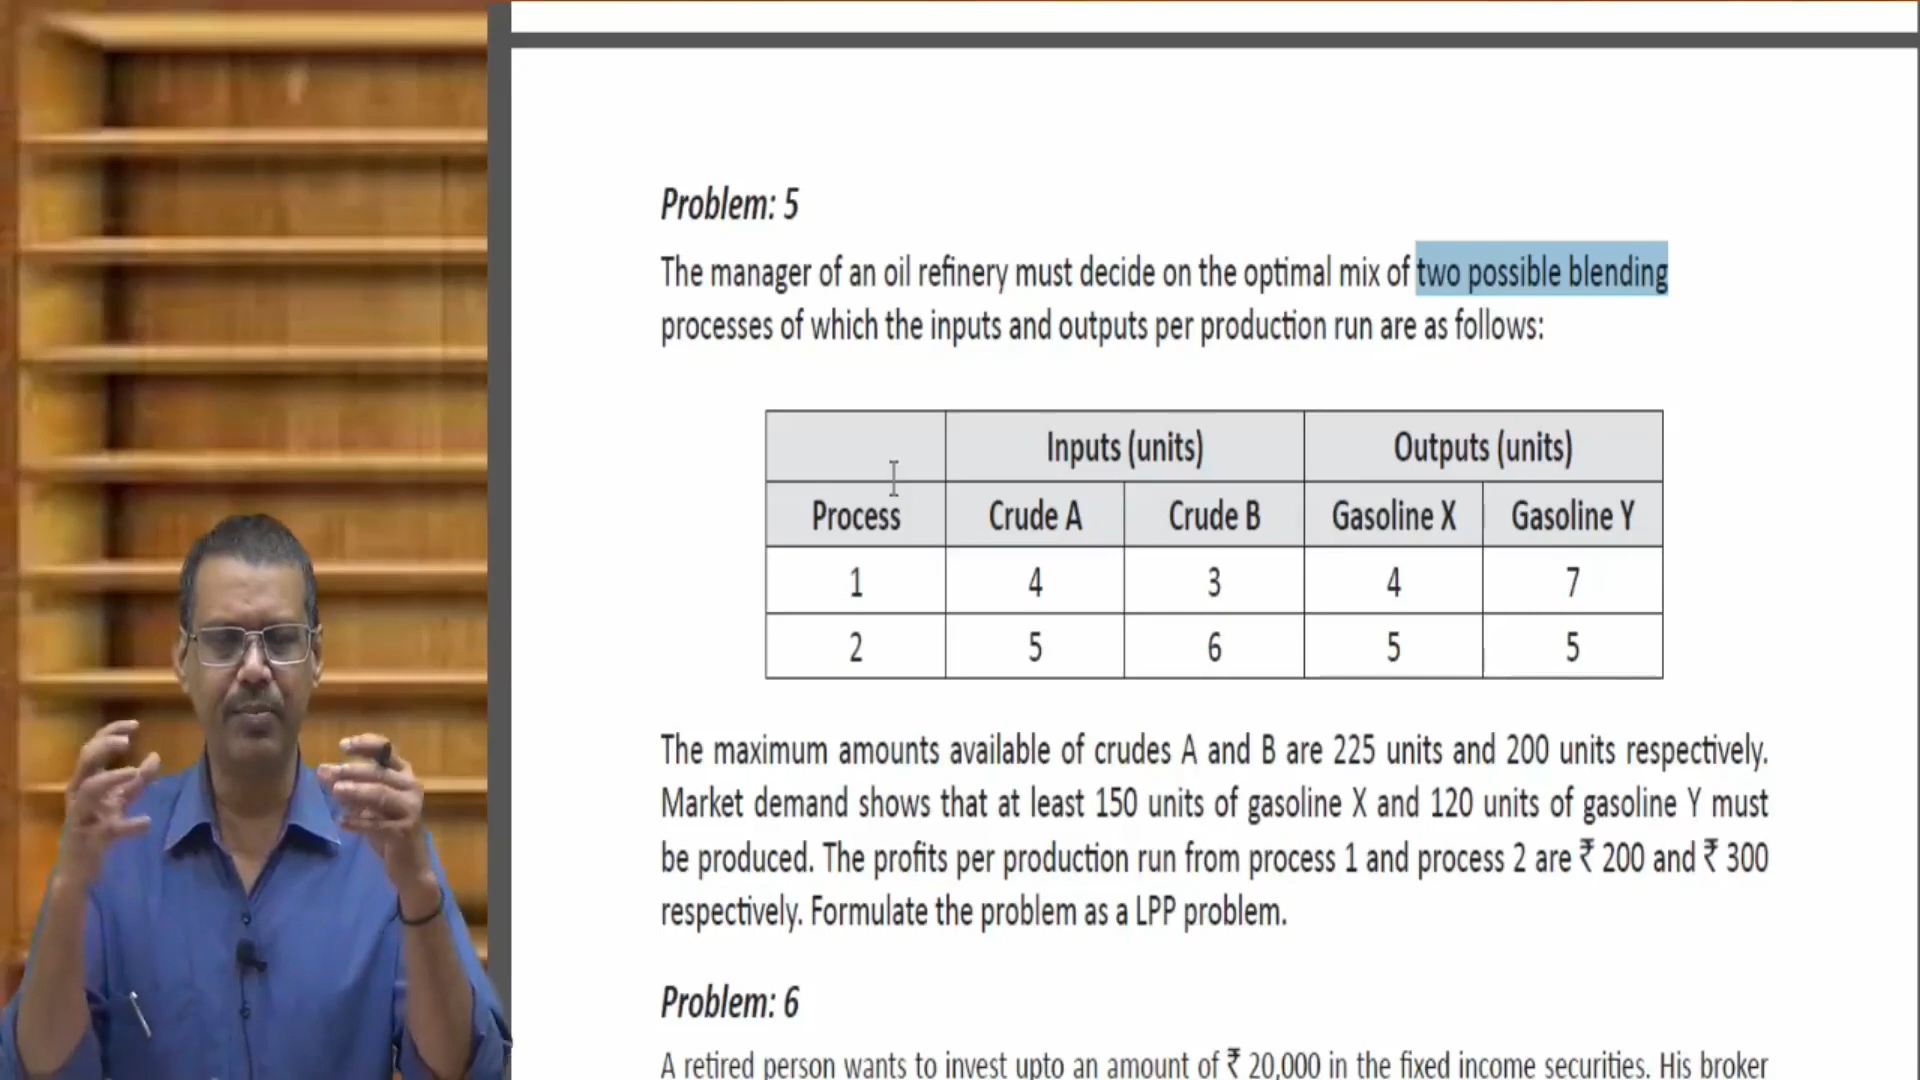 Problem: 5
The manager of an oil refinery must decide on the optimal mix of two possible blending
processes of which the inputs and outputs per production run are as follows:
Inputs (units) Outputs (units)
Process Crude A Crude B Gasoline X Gasoline Y
1 4 3 4 7
2 5 6 5 5
The maximum amounts available of crudes A and B are 225 units and 200 units respectively.
Market demand shows that at least 150 units of gasoline X and 120 units of gasoline Y must
be produced. The profits per production run from process 1 and process 2 are ₹ 200 and ₹ 300
respectively. Formulate the problem as a LPP problem.
Problem: 6
A retired person wants to invest upto an amount of ₹ 20,000 in the fixed income securities. His broker